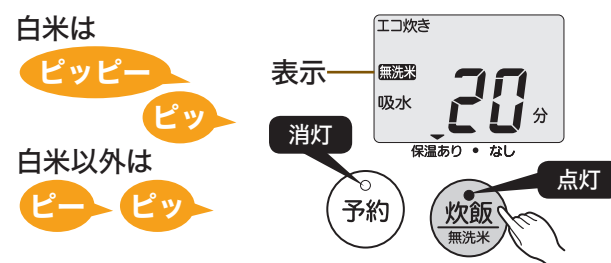 白米は
ピッピー
ピッ
白米以外は
ピー
ピッ
表示
エコ炊き
無洗米
吸水
20分
保温あり • なし
消灯
予約
点灯
炊飯
無洗米